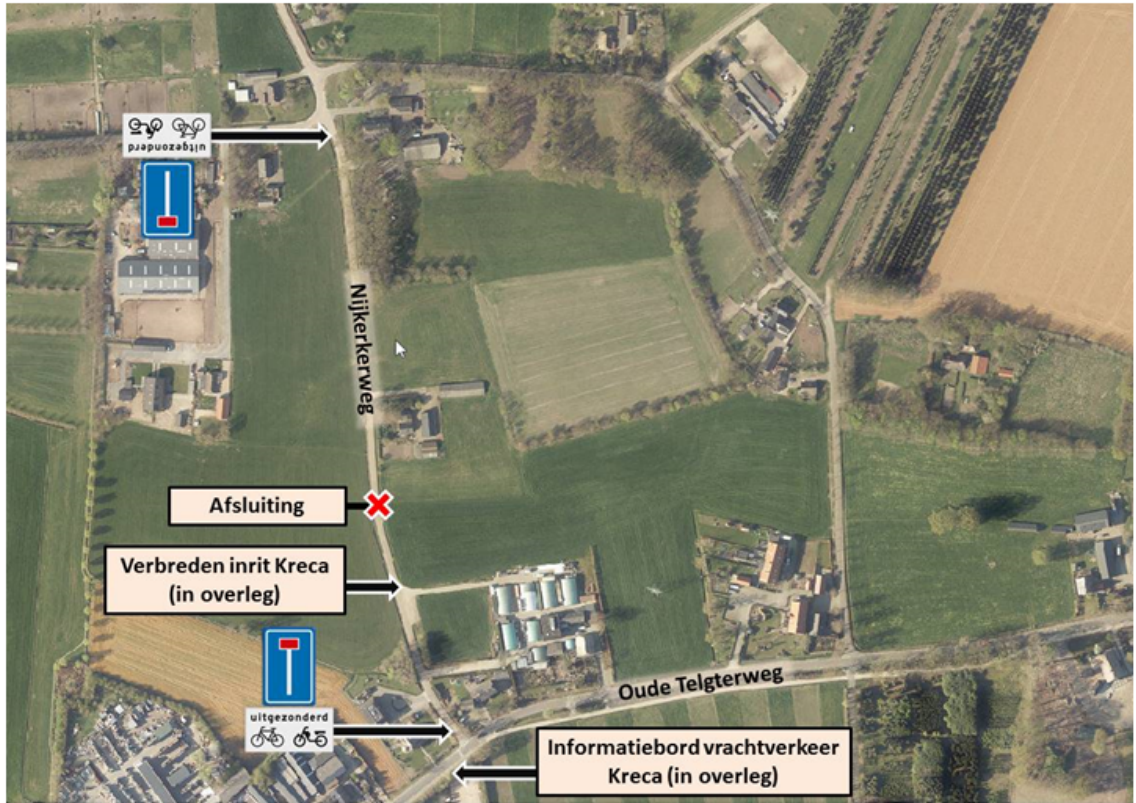 uitgezonderd
Nijkerkerweg
Afsluiting
Verbreden inrit Kreca
(in overleg)
uitgezonderd
Oude Telgterweg
Informatiebord vrachtverkeer
Kreca (in overleg)